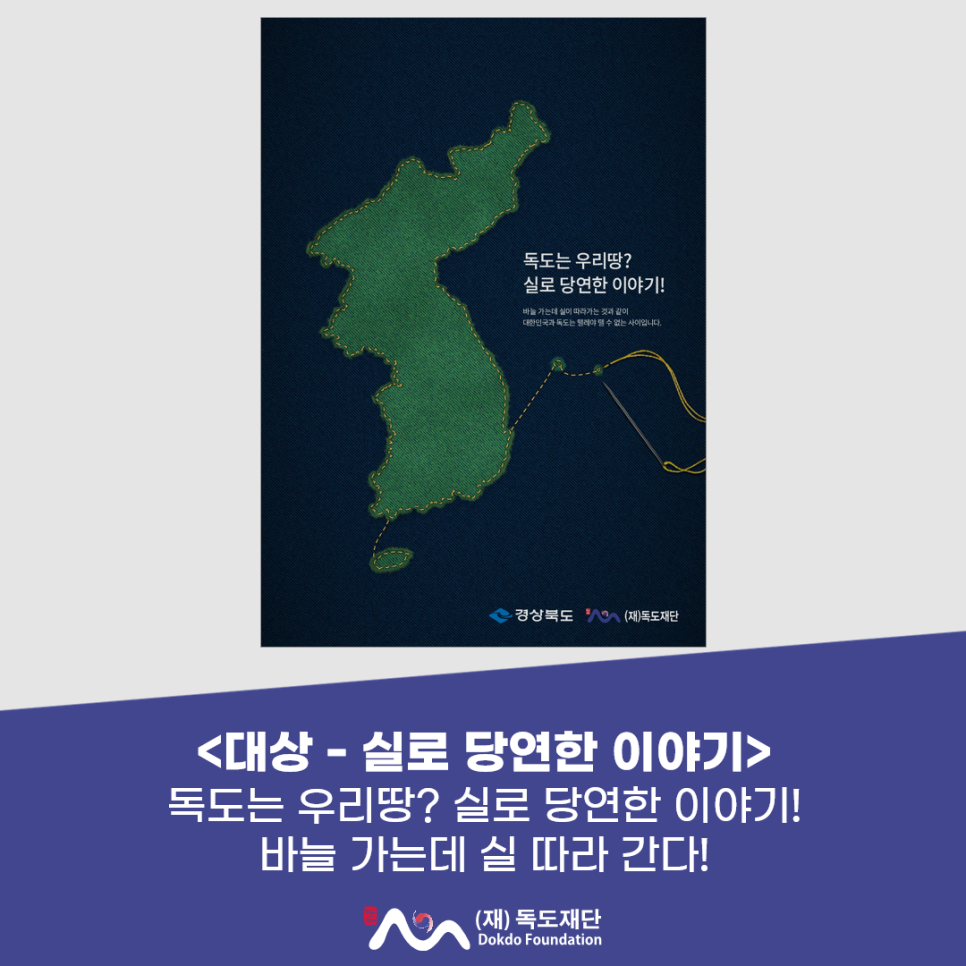 독도는 우리땅?
실로 당연한 이야기!
바늘 가는데 실이 따라가는 것과 같이
대한민국과 독도는 뗄레야 뗄 수 없는 사이입니다.
경상북도 (재)독도재단
<대상 - 실로 당연한 이야기>
독도는 우리땅? 실로 당연한 이야기!
바늘 가는데 실 따라 간다!
(재) 독도재단
Dokdo Foundation